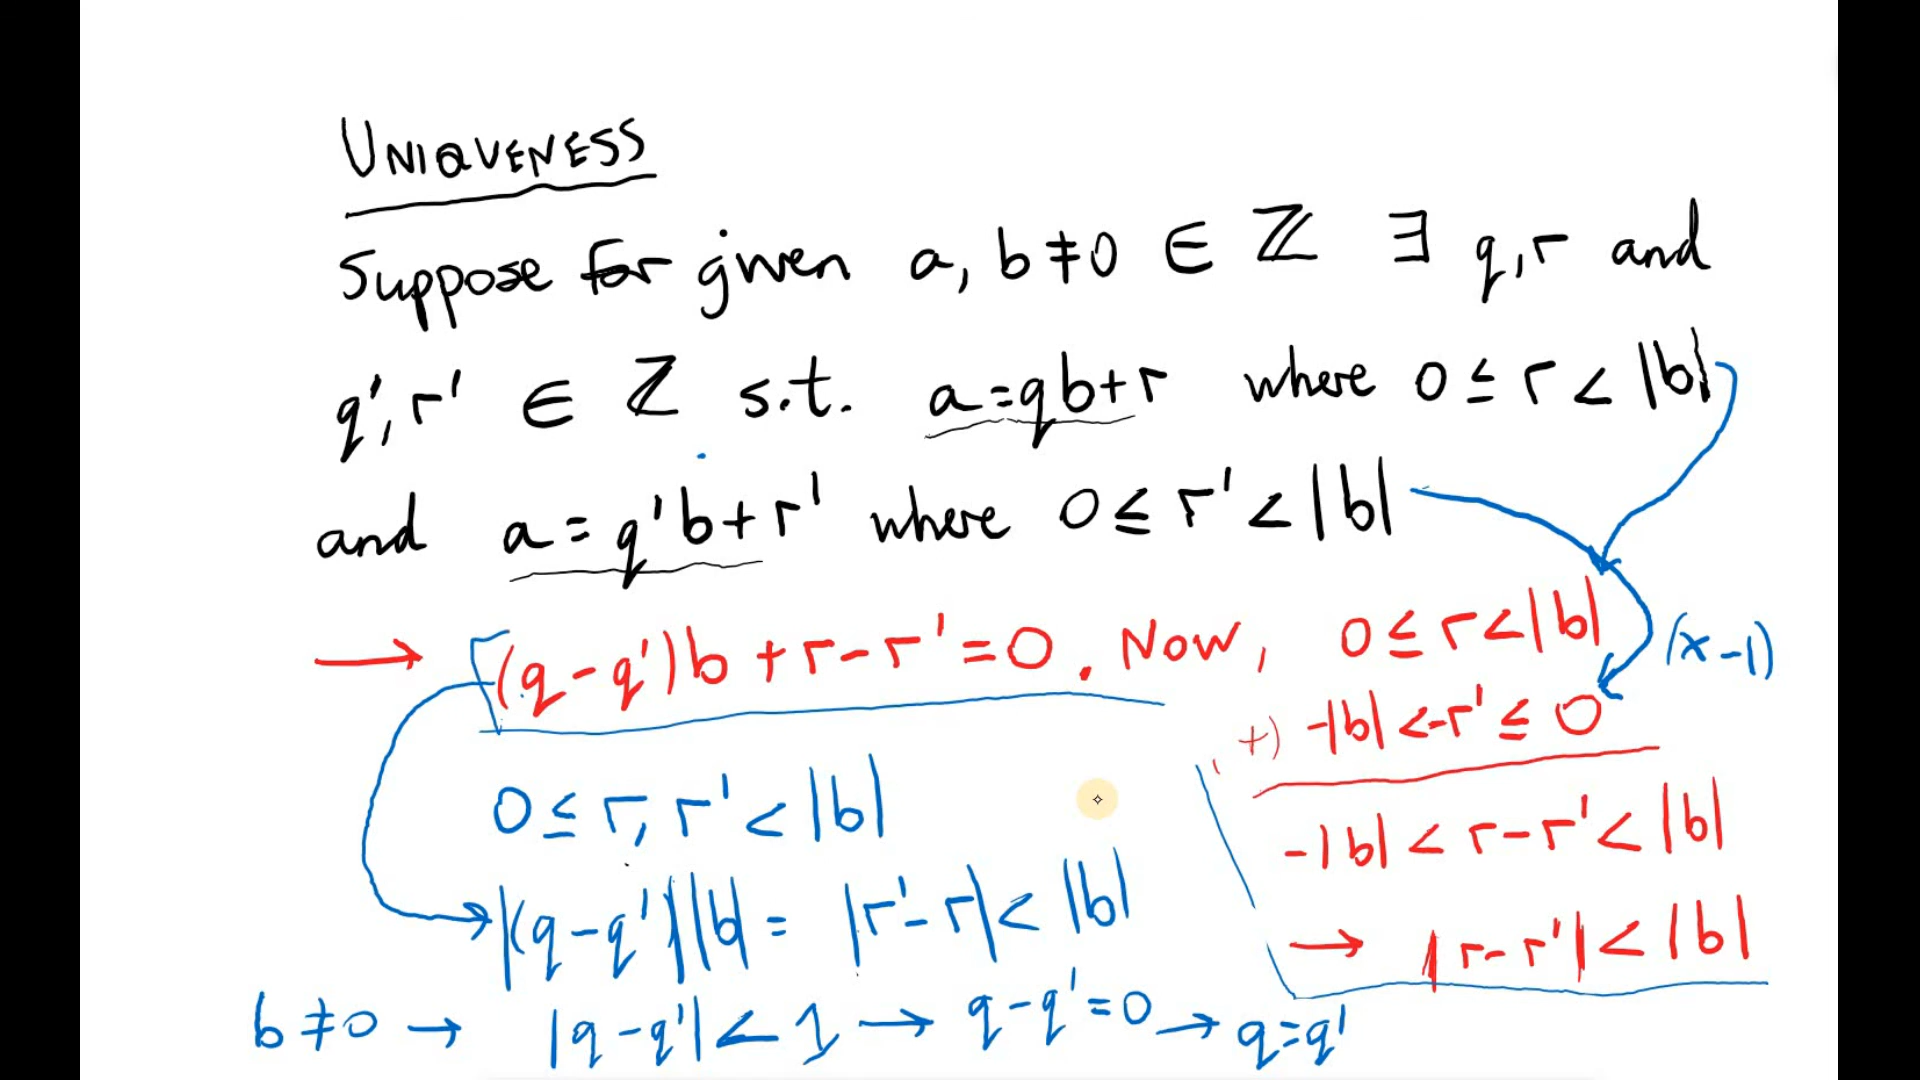 UNIQUENESS
Suppose for given a, b≠0 ∈ ℤ ∃ q,r and
q',r' ∈ ℤ s.t. a=qb+r where 0≤r<|b|
and a=q'b+r' where 0≤r'<|b|
→ (q-q')b+r-r'=0. Now, 0≤r<|b| (x-1)
+) -|b|<-r'≤0
0≤r,r'<|b| -|b|<r-r'<|b|
|(q-q')||b|=|r'-r|<|b| → |r-r'|<|b|
b≠0 → |q-q'|<1 → q-q'=0 → q=q'